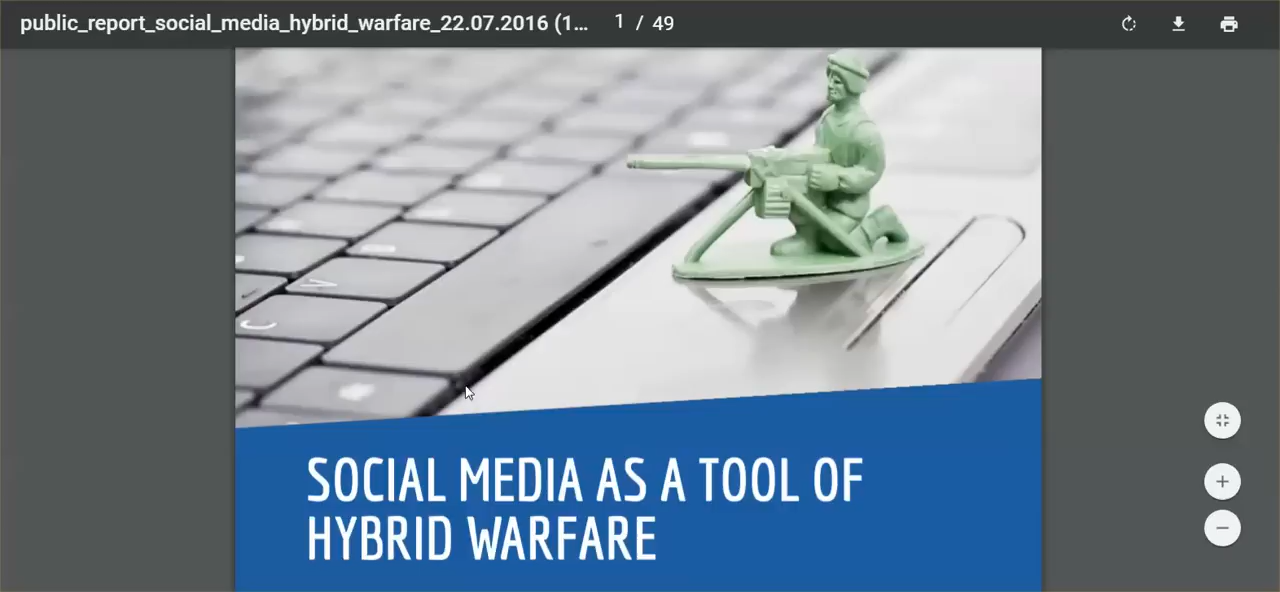 public_report_social_media_hybrid_warfare_22.07.2016 (1... 1 / 49
SOCIAL MEDIA AS A TOOL OF
HYBRID WARFARE